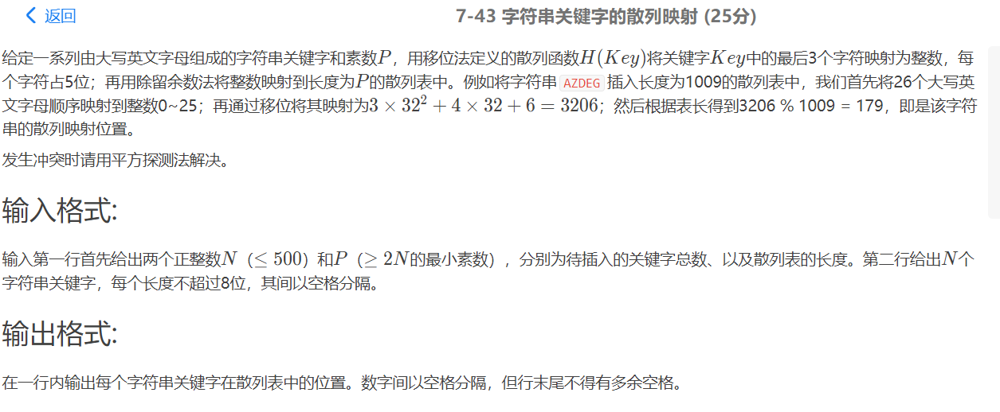 返回
7-43 字符串关键字的散列映射 (25分)
给定一系列由大写英文字母组成的字符串关键字和素数P，用移位法定义的散列函数H(Key)将关键字Key中的最后3个字符映射为整数，每
个字符占5位；再用除留余数法将整数映射到长度为P的散列表中。例如将字符串 AZDEG 插入长度为1009的散列表中，我们首先将26个大写英
文字母顺序映射到整数0~25；再通过移位将其映射为3 × 32² + 4 × 32 + 6 = 3206；然后根据表长得到3206 % 1009 = 179，即是该字符
串的散列映射位置。
发生冲突时请用平方探测法解决。
输入格式:
输入第一行首先给出两个正整数N（≤ 500）和P（≥ 2N的最小素数），分别为待插入的关键字总数、以及散列表的长度。第二行给出N个
字符串关键字，每个长度不超过8位，其间以空格分隔。
输出格式:
在一行内输出每个字符串关键字在散列表中的位置。数字间以空格分隔，但行末尾不得有多余空格。